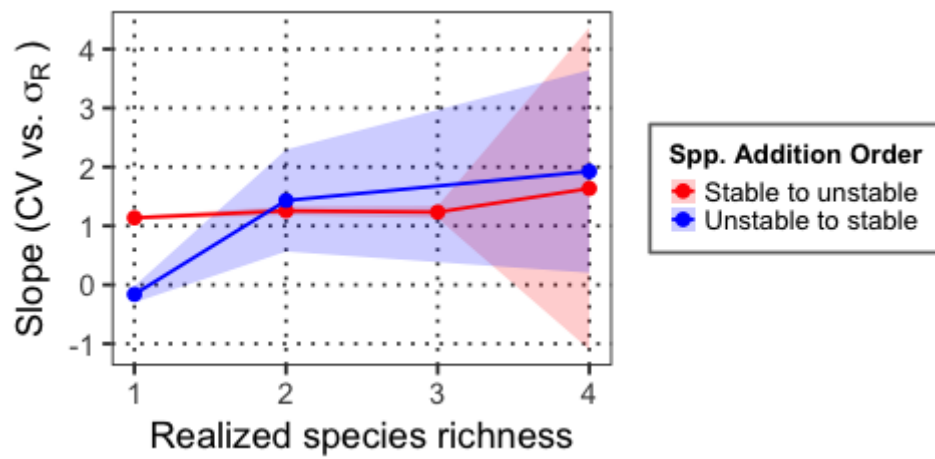 Slope (CV vs. σR )
4
3
2
1
0
-1
1 2 3 4
Realized species richness
Spp. Addition Order
Stable to unstable
Unstable to stable